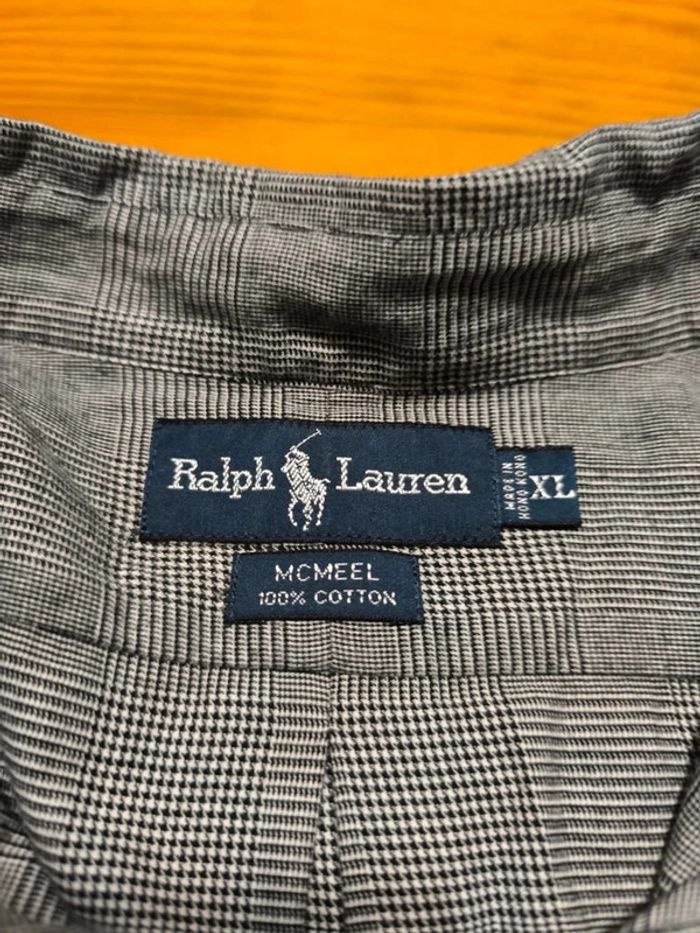 Ralph Lauren
MADE IN
HONG KONG
XL
MCMEEL
100% COTTON